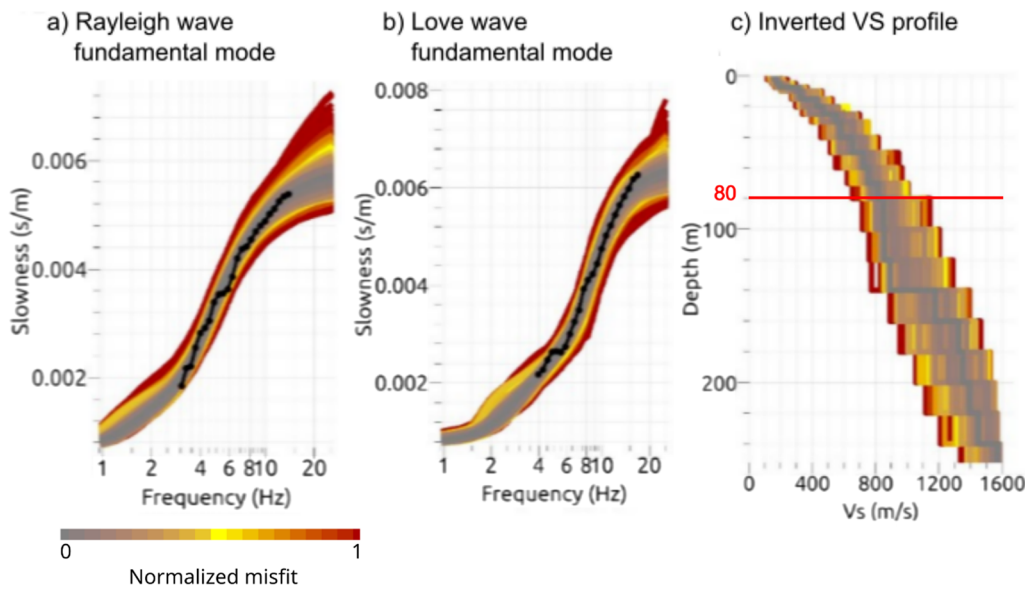 a) Rayleigh wave
fundamental mode
b) Love wave
fundamental mode
c) Inverted VS profile
Slowness (s/m)
0.006
0.004
0.002
1 2 4 6 8 10 20
Frequency (Hz)
Slowness (s/m)
0.008
0.006
0.004
0.002
1 2 4 6 8 10 20
Frequency (Hz)
Depth (m)
0
80
100
200
0 400 800 1200 1600
Vs (m/s)
0 1
Normalized misfit